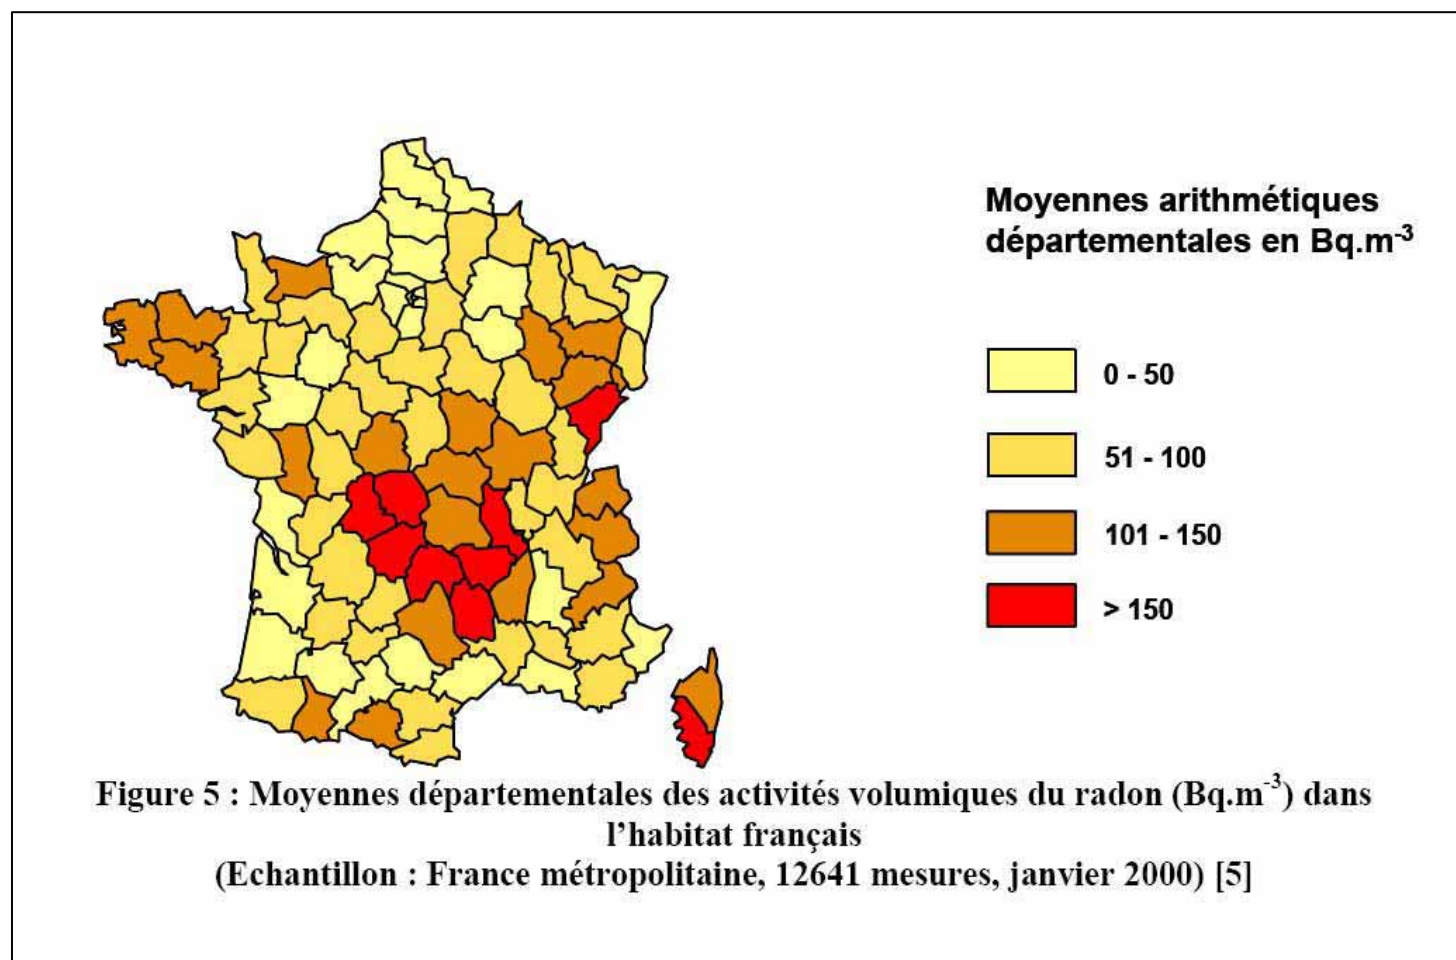 Moyennes arithmétiques
départementales en Bq.m-3
0 - 50
51 - 100
101 - 150
> 150
Figure 5 : Moyennes départementales des activités volumiques du radon (Bq.m-3) dans
l’habitat français
(Echantillon : France métropolitaine, 12641 mesures, janvier 2000) [5]